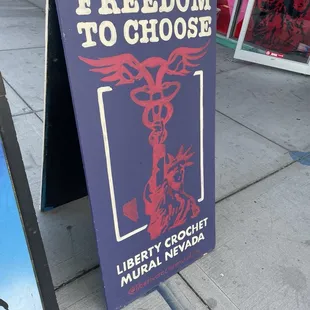 FREEDOM
TO CHOOSE
LIBERTY CROCHET
MURAL NEVADA